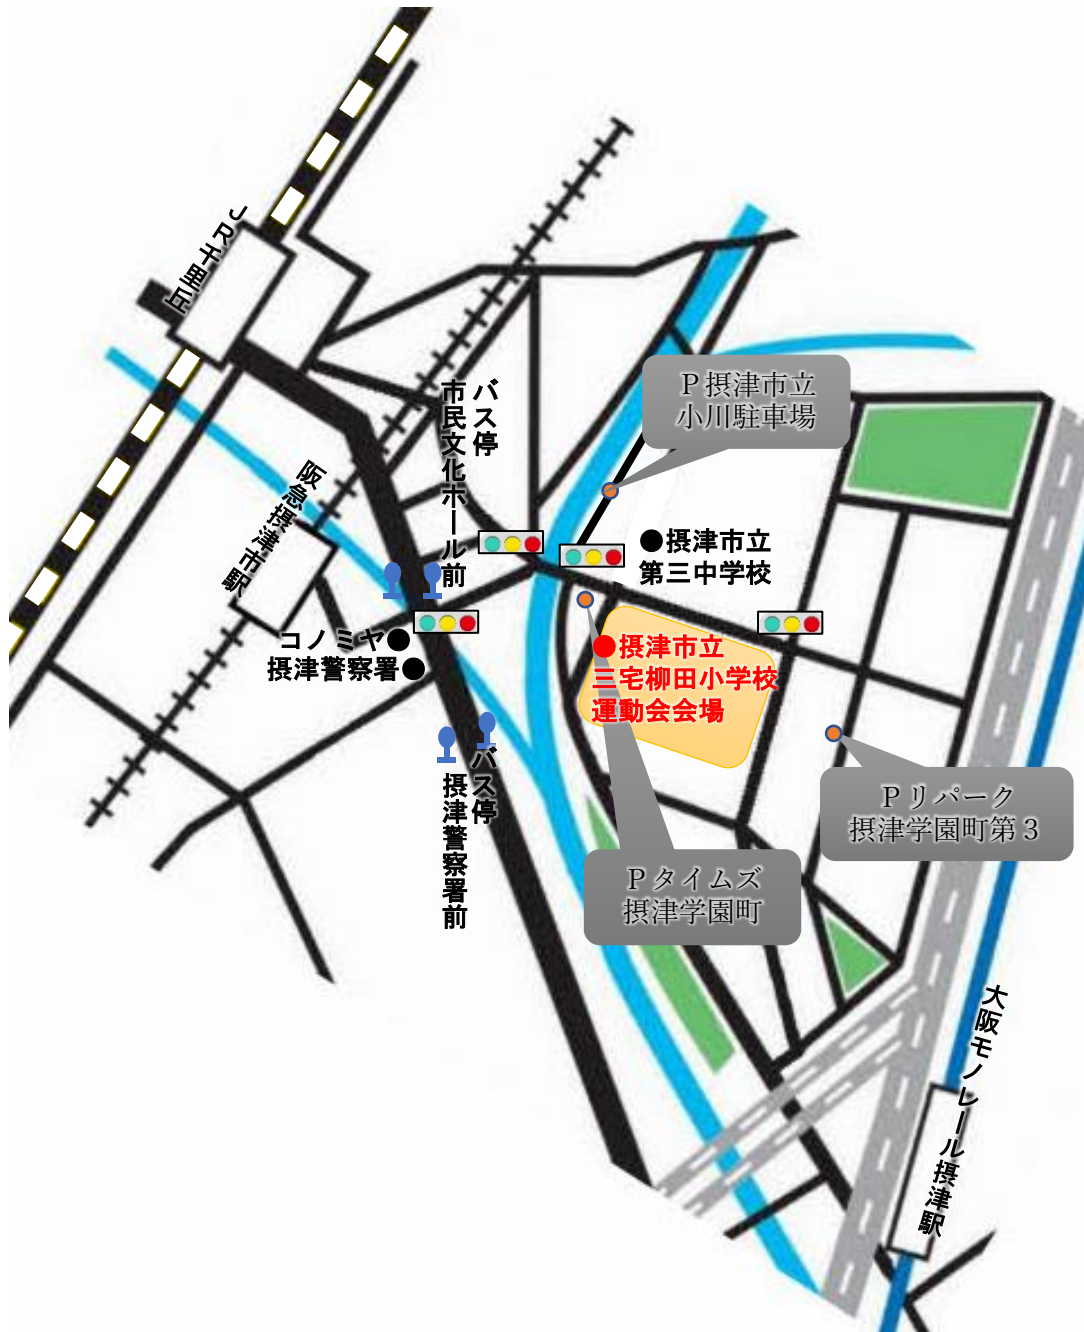 JR千里丘
Ｐ摂津市立
小川駐車場
バス停
市民文化ホール前
阪急摂津市駅
●摂津市立
第三中学校
コノミヤ●
摂津警察署●
●摂津市立
三宅柳田小学校
運動会会場
バス停
摂津警察署前
Ｐリパーク
摂津学園町第３
Ｐタイムズ
摂津学園町
大阪モノレール摂津駅